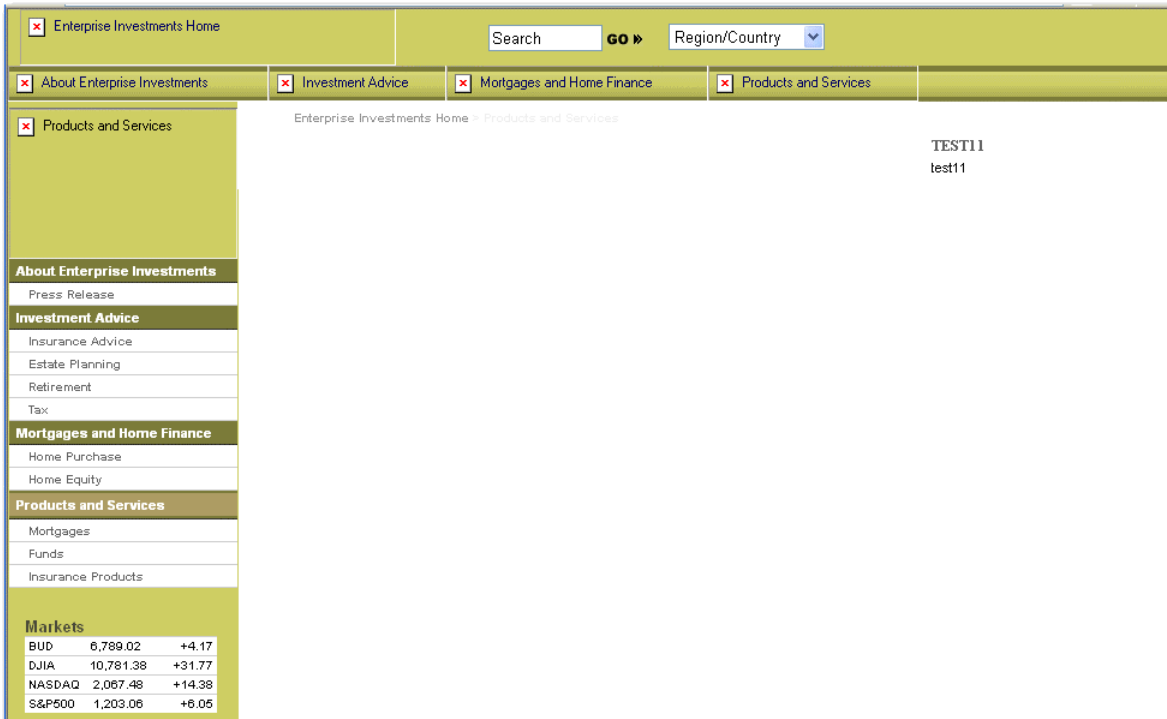 Enterprise Investments Home
Search GO » Region/Country
About Enterprise Investments Investment Advice Mortgages and Home Finance Products and Services
Products and Services
Enterprise Investments Home > Products and Services
TEST11
test11
About Enterprise Investments
Press Release
Investment Advice
Insurance Advice
Estate Planning
Retirement
Tax
Mortgages and Home Finance
Home Purchase
Home Equity
Products and Services
Mortgages
Funds
Insurance Products
Markets
BUD 6,789.02 +4.17
DJIA 10,781.38 +31.77
NASDAQ 2,067.48 +14.38
S&P500 1,203.06 +6.05